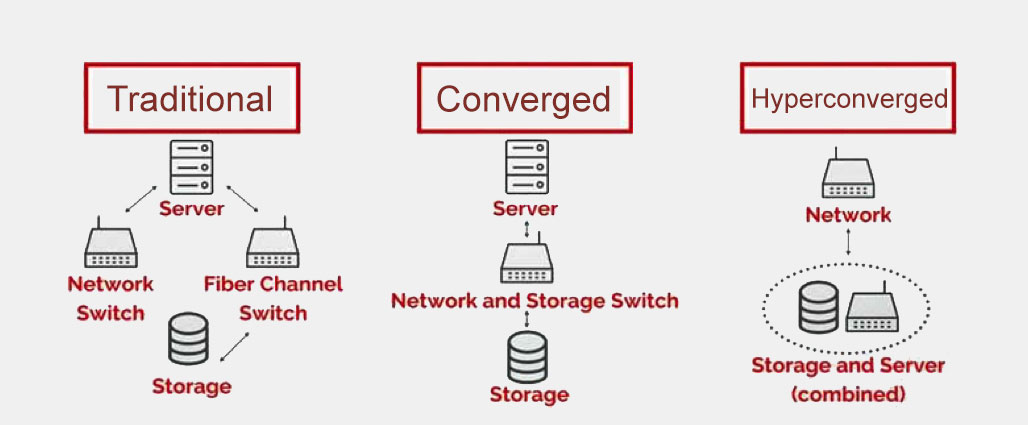 Traditional
Server
Network
Switch
Fiber Channel
Switch
Storage
Converged
Server
Network and Storage Switch
Storage
Hyperconverged
Network
Storage and Server
(combined)